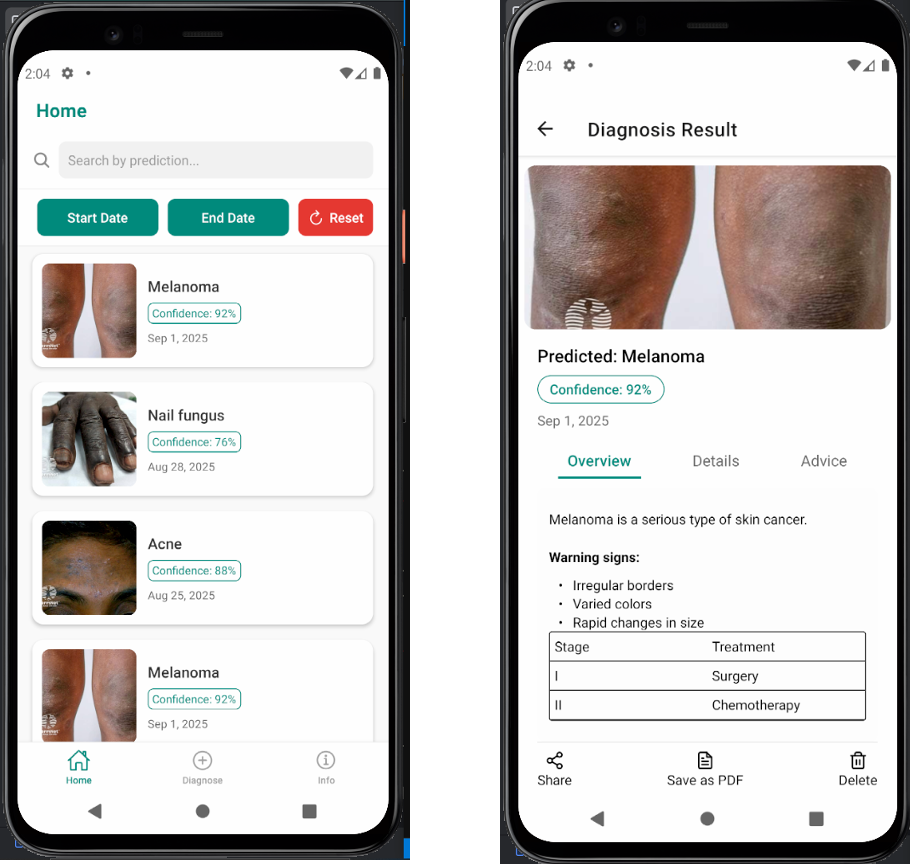 2:04
Home
Search by prediction...
Start Date
End Date
Reset
Melanoma
Confidence: 92%
Sep 1, 2025
Nail fungus
Confidence: 76%
Aug 28, 2025
Acne
Confidence: 88%
Aug 25, 2025
Melanoma
Confidence: 92%
Sep 1, 2025
Home
Diagnose
Info
2:04
Diagnosis Result
Predicted: Melanoma
Confidence: 92%
Sep 1, 2025
Overview Details Advice
Melanoma is a serious type of skin cancer.
Warning signs:
• Irregular borders
• Varied colors
• Rapid changes in size
Stage Treatment
I Surgery
II Chemotherapy
Share
Save as PDF
Delete